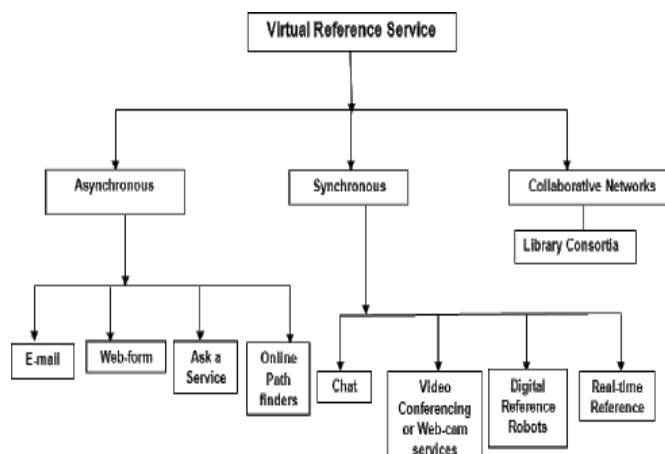 Virtual Reference Service
Asynchronous
Synchronous
Collaborative Networks
Library Consortia
E-mail
Web-form
Ask a
Service
Online
Path
finders
Chat
Video
Conferencing
or Web-cam
services
Digital
Reference
Robots
Real-time
Reference